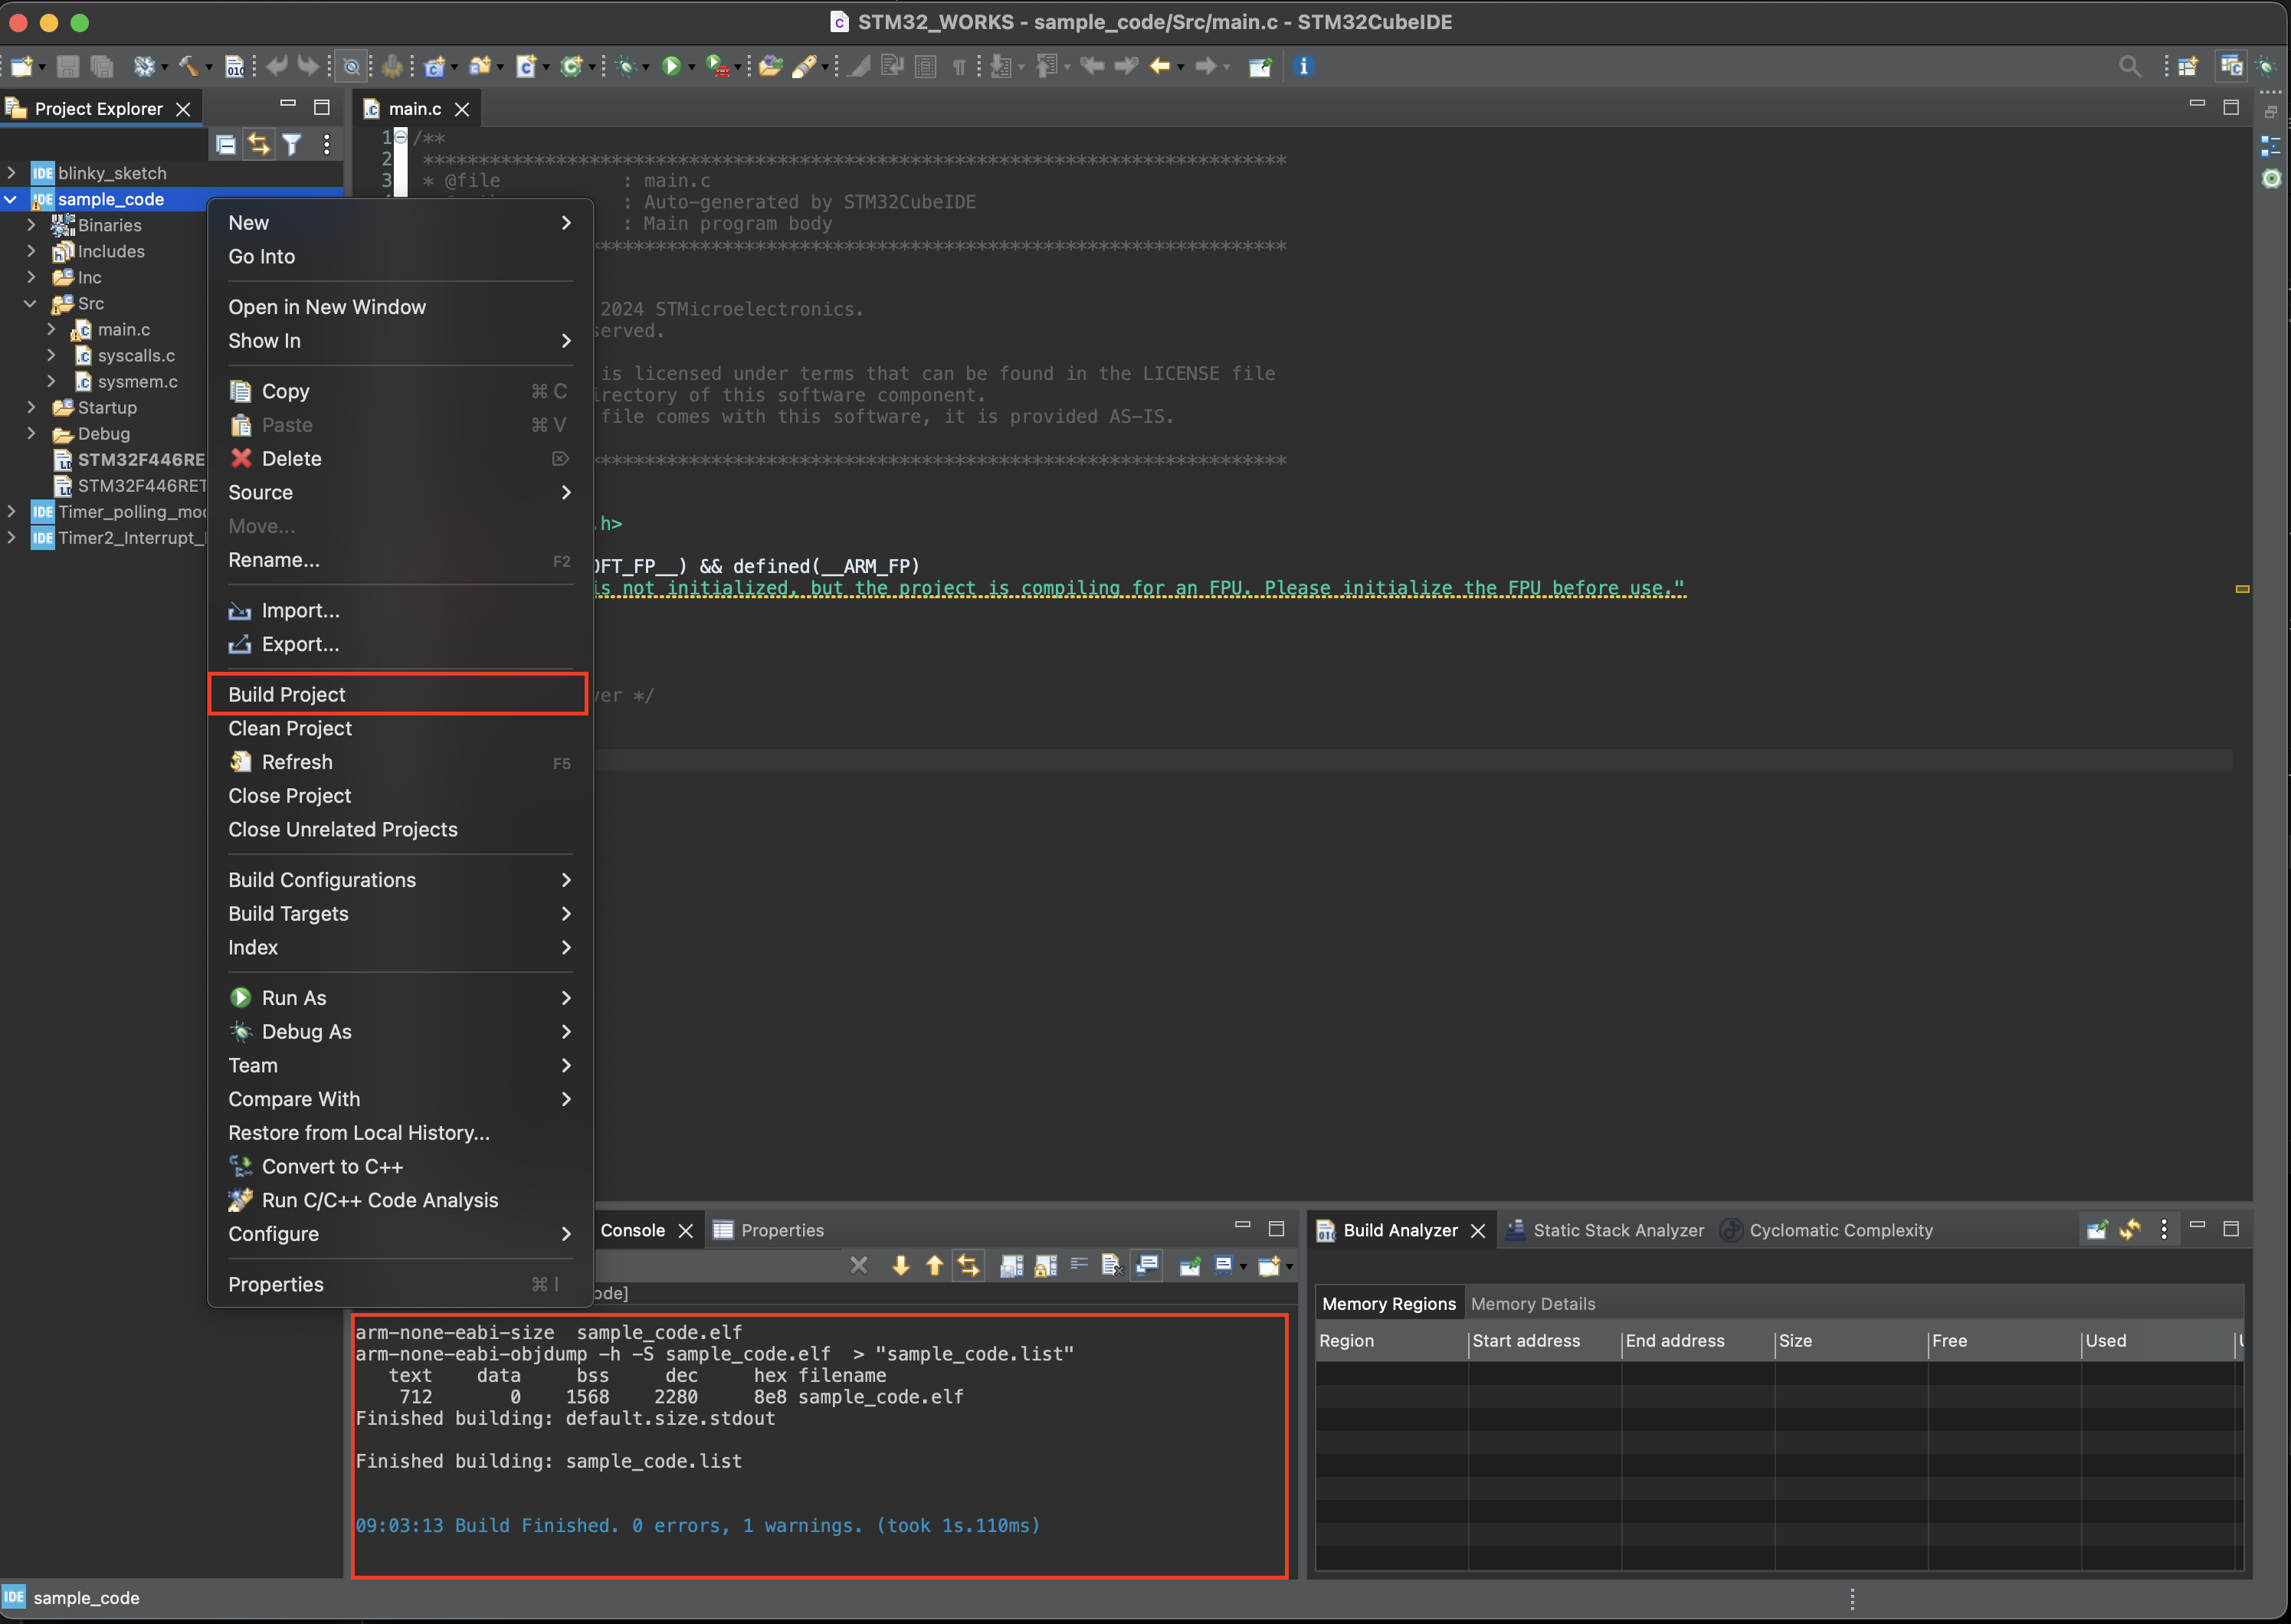 STM32_WORKS - sample_code/Src/main.c - STM32CubeIDE
Project Explorer
blinky_sketch
sample_code
Binaries
Includes
Inc
Src
main.c
syscalls.c
sysmem.c
Startup
Debug
STM32F446RE
STM32F446RET
Timer_polling_mod
Timer2_Interrupt_
New
Go Into
Open in New Window
Show In
Copy ⌘ C
Paste ⌘ V
Delete
Source
Move...
Rename... F2
Import...
Export...
Build Project
Clean Project
Refresh F5
Close Project
Close Unrelated Projects
Build Configurations
Build Targets
Index
Run As
Debug As
Team
Compare With
Restore from Local History...
Convert to C++
Run C/C++ Code Analysis
Configure
Properties ⌘ I
main.c
1 /**
2 ******************************************************************************
3 * @file : main.c
: Auto-generated by STM32CubeIDE
: Main program body
**************************************************************
2024 STMicroelectronics.
served.
is licensed under terms that can be found in the LICENSE file
irectory of this software component.
file comes with this software, it is provided AS-IS.
**************************************************************
.h>
OFT_FP__) && defined(__ARM_FP)
is not initialized, but the project is compiling for an FPU. Please initialize the FPU before use."
ver */
Console
Properties
ode]
arm-none-eabi-size sample_code.elf
arm-none-eabi-objdump -h -S sample_code.elf > "sample_code.list"
text data bss dec hex filename
712 0 1568 2280 8e8 sample_code.elf
Finished building: default.size.stdout
Finished building: sample_code.list
09:03:13 Build Finished. 0 errors, 1 warnings. (took 1s.110ms)
Build Analyzer
Static Stack Analyzer
Cyclomatic Complexity
Memory Regions Memory Details
Region Start address End address Size Free Used
IDE sample_code